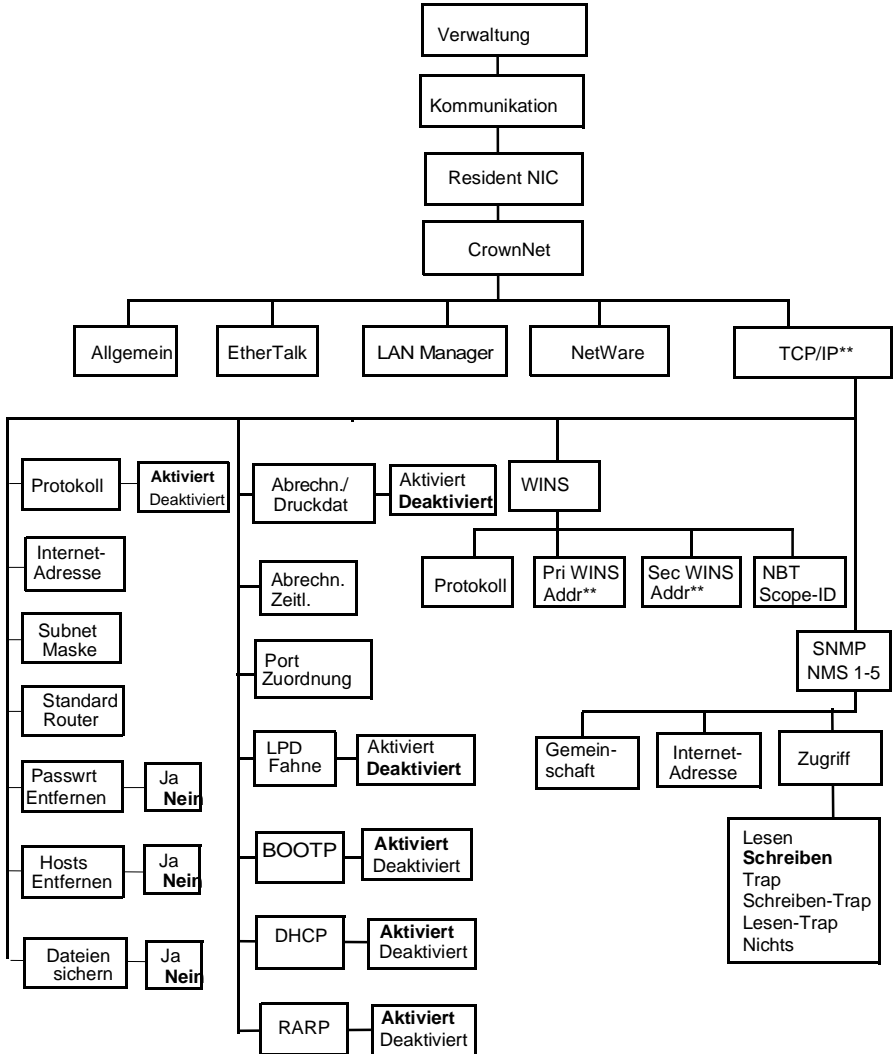 Verwaltung
Kommunikation
Resident NIC
CrownNet
Allgemein
EtherTalk
LAN Manager
NetWare
TCP/IP**
Protokoll
Aktiviert
Deaktiviert
Internet-
Adresse
Subnet
Maske
Standard
Router
Passwrt
Entfernen
Ja
Nein
Hosts
Entfernen
Ja
Nein
Dateien
sichern
Ja
Nein
Abrechn./
Druckdat
Aktiviert
Deaktiviert
Abrechn.
Zeitl.
Port
Zuordnung
LPD
Fahne
Aktiviert
Deaktiviert
BOOTP
Aktiviert
Deaktiviert
DHCP
Aktiviert
Deaktiviert
RARP
Aktiviert
Deaktiviert
WINS
Protokoll
Pri WINS
Addr**
Sec WINS
Addr**
NBT
Scope-ID
SNMP
NMS 1-5
Gemein-
schaft
Internet-
Adresse
Zugriff
Lesen
Schreiben
Trap
Schreiben-Trap
Lesen-Trap
Nichts